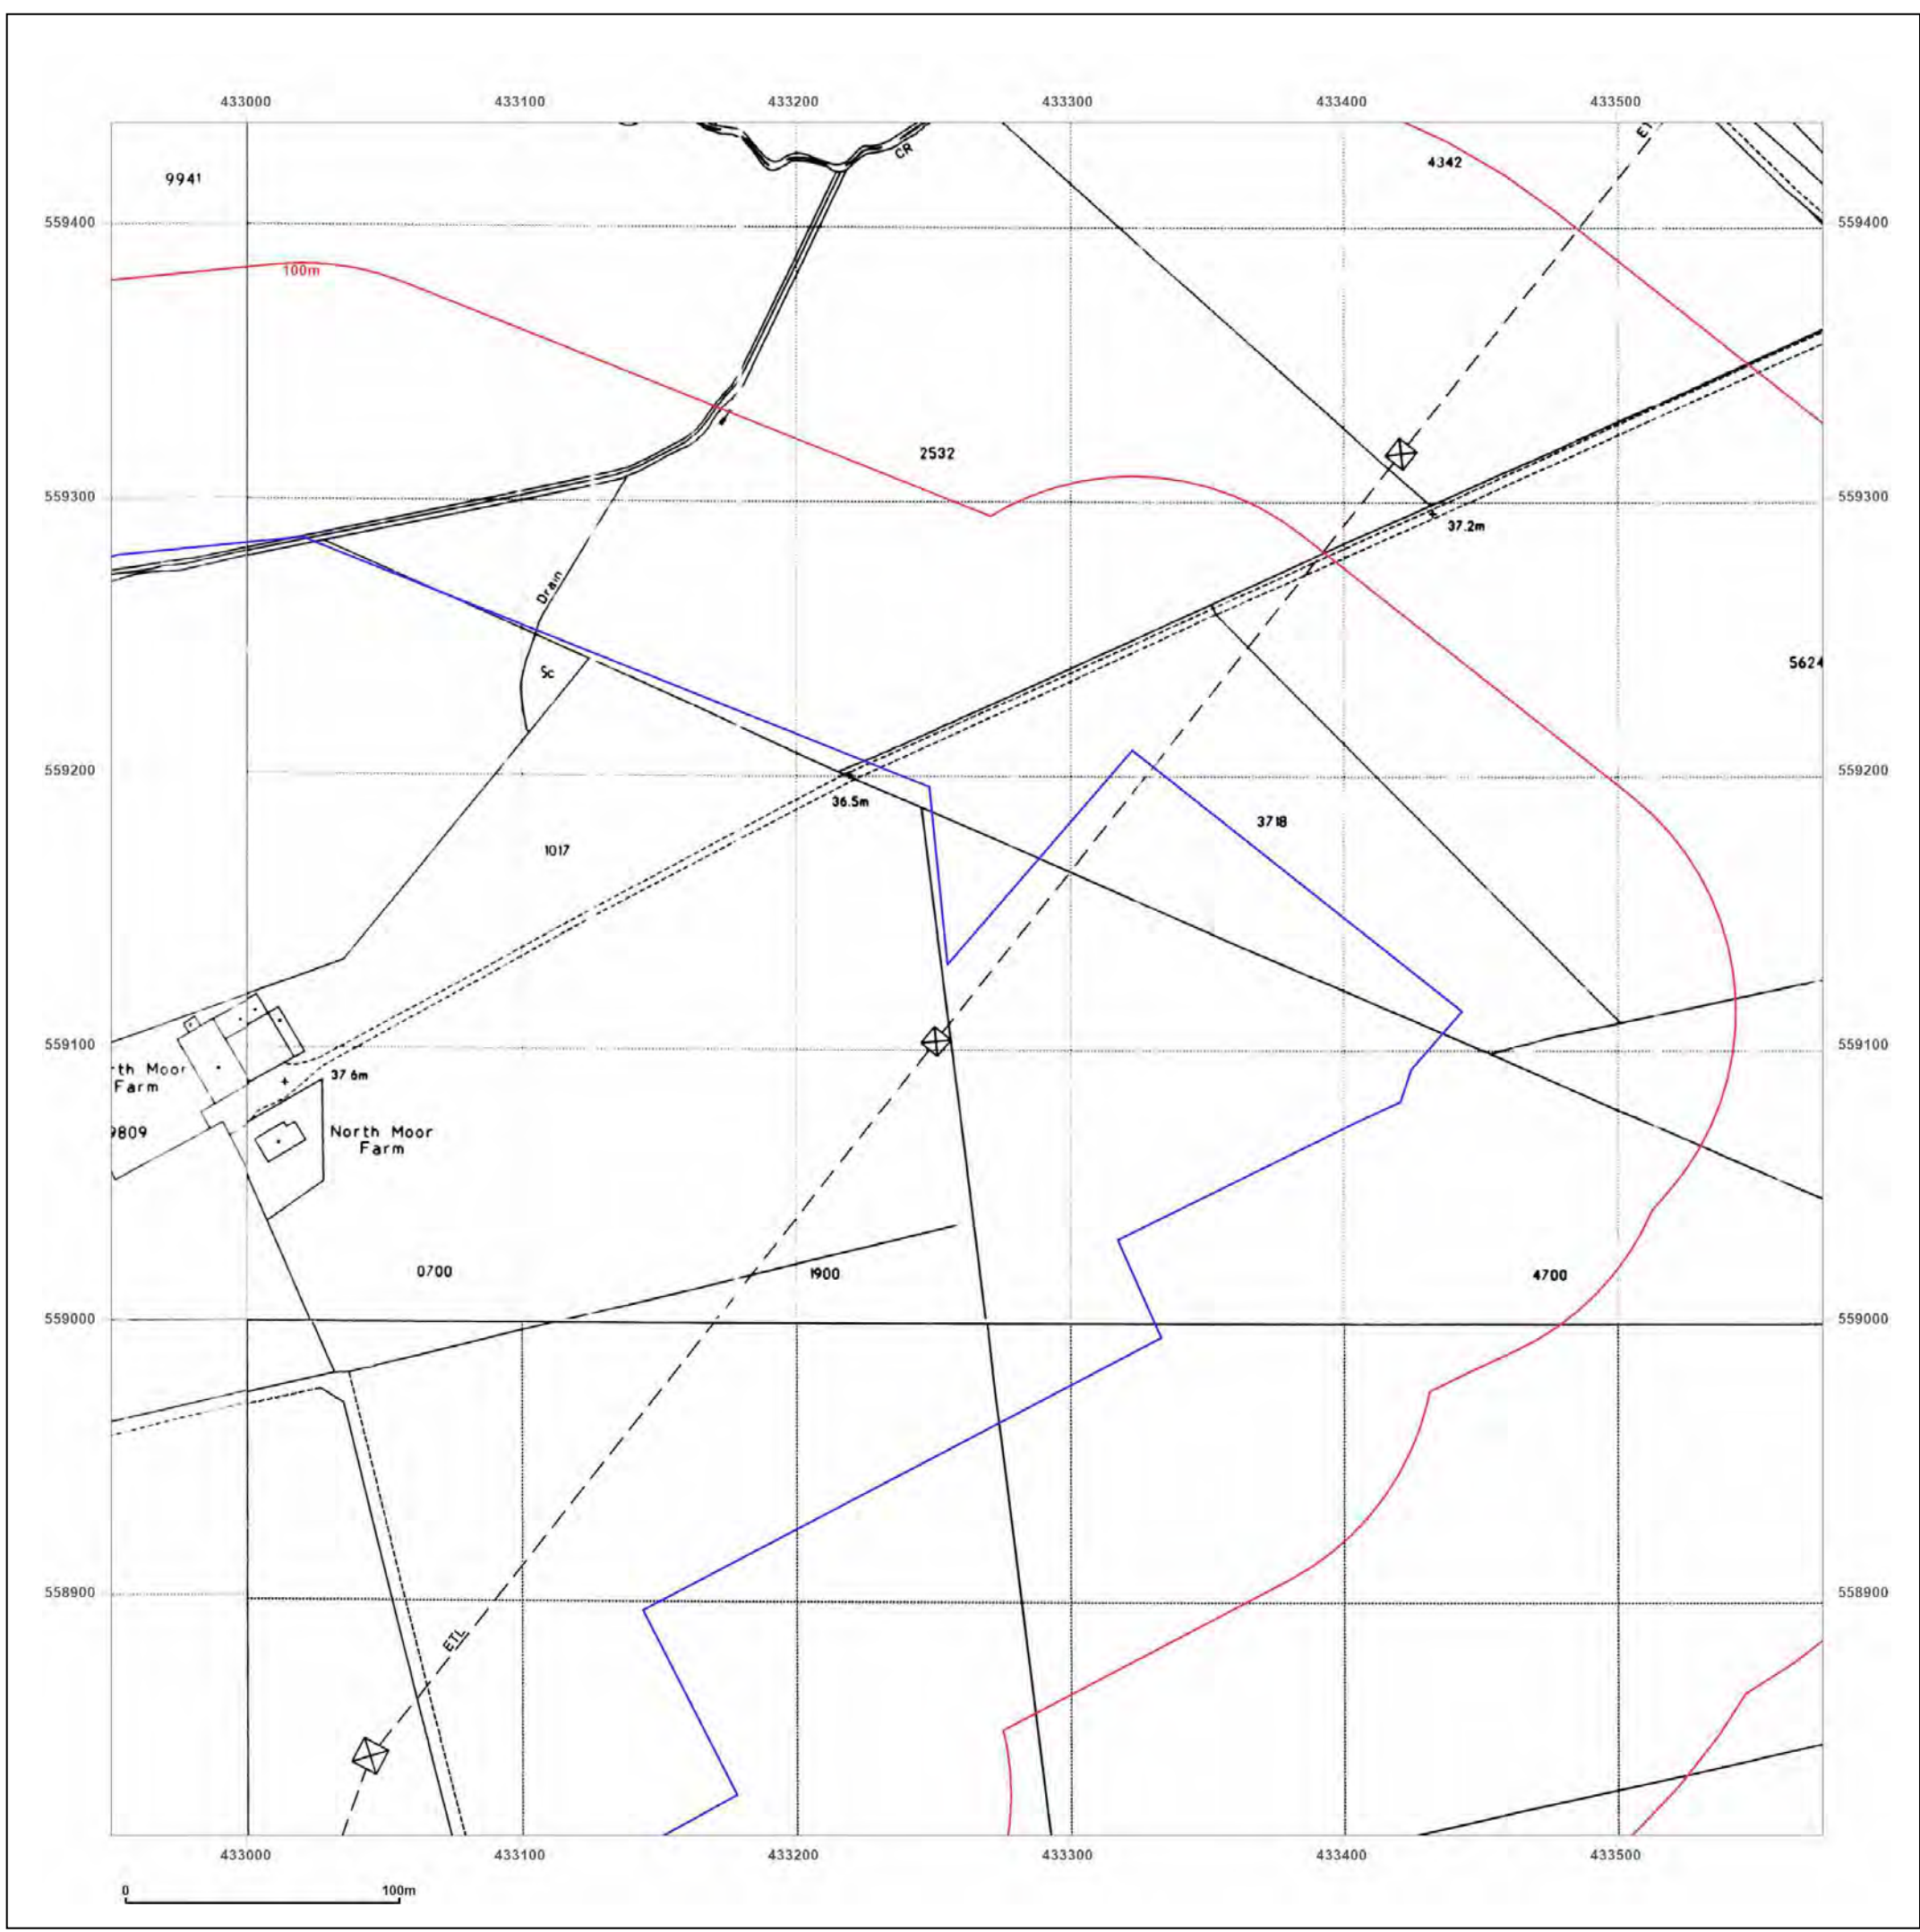 433000 433100 433200 433300 433400 433500
CR
4342
9941
559400 559400
100m
2532
559300 559300
37.2m
Drain
5624
Sc
559200 559200
36.5m
3718
1017
559100 559100
rth Moor
Farm
37.6m
9809
North Moor
Farm
0700
1900
4700
559000 559000
558900 558900
ETL
433000 433100 433200 433300 433400 433500
0 100m